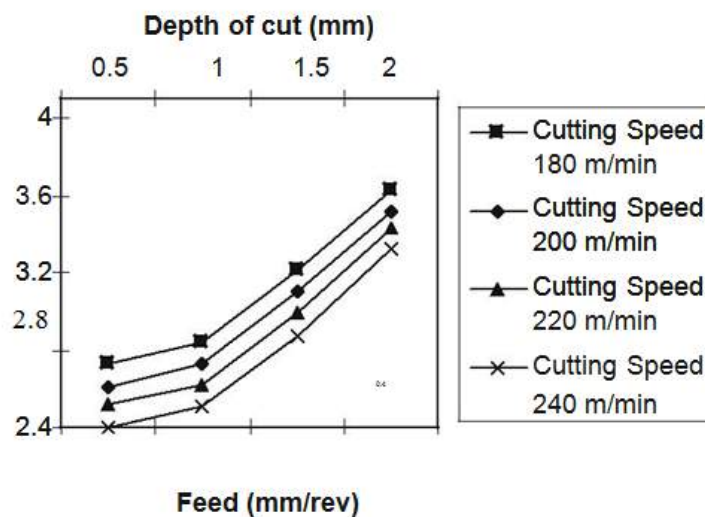 Depth of cut (mm)
0.5 1 1.5 2
4
3.6
3.2
2.8
2.4
Feed (mm/rev)
Cutting Speed
180 m/min
Cutting Speed
200 m/min
Cutting Speed
220 m/min
Cutting Speed
240 m/min